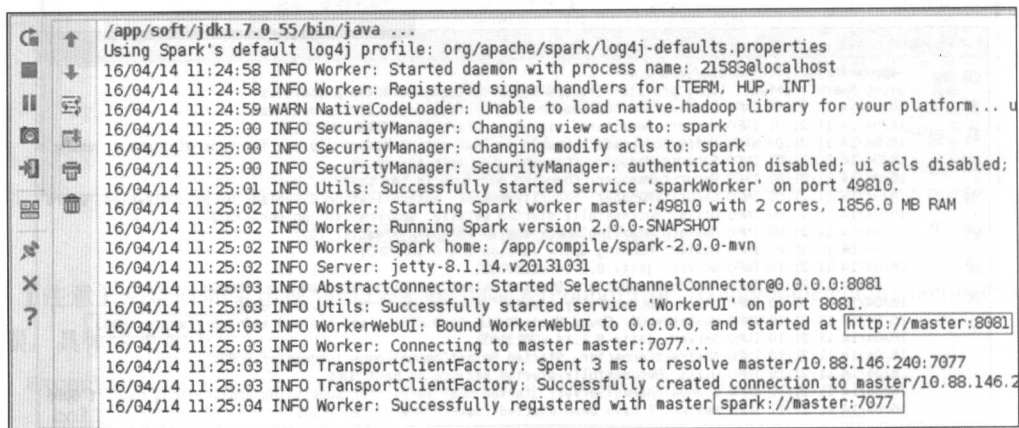 /app/soft/jdk1.7.0_55/bin/java ...
Using Spark's default log4j profile: org/apache/spark/log4j-defaults.properties
16/04/14 11:24:58 INFO Worker: Started daemon with process name: 21583@localhost
16/04/14 11:24:58 INFO Worker: Registered signal handlers for [TERM, HUP, INT]
16/04/14 11:24:59 WARN NativeCodeLoader: Unable to load native-hadoop library for your platform... u
16/04/14 11:25:00 INFO SecurityManager: Changing view acls to: spark
16/04/14 11:25:00 INFO SecurityManager: Changing modify acls to: spark
16/04/14 11:25:00 INFO SecurityManager: SecurityManager: authentication disabled; ui acls disabled;
16/04/14 11:25:01 INFO Utils: Successfully started service 'sparkWorker' on port 49810.
16/04/14 11:25:02 INFO Worker: Starting Spark worker master:49810 with 2 cores, 1856.0 MB RAM
16/04/14 11:25:02 INFO Worker: Running Spark version 2.0.0-SNAPSHOT
16/04/14 11:25:02 INFO Worker: Spark home: /app/compile/spark-2.0.0-mvn
16/04/14 11:25:02 INFO Server: jetty-8.1.14.v20131031
16/04/14 11:25:03 INFO AbstractConnector: Started SelectChannelConnector@0.0.0.0:8081
16/04/14 11:25:03 INFO Utils: Successfully started service 'WorkerUI' on port 8081.
16/04/14 11:25:03 INFO WorkerWebUI: Bound WorkerWebUI to 0.0.0.0, and started at http://master:8081
16/04/14 11:25:03 INFO Worker: Connecting to master master:7077...
16/04/14 11:25:03 INFO TransportClientFactory: Spent 3 ms to resolve master/10.88.146.240:7077
16/04/14 11:25:03 INFO TransportClientFactory: Successfully created connection to master/10.88.146.2
16/04/14 11:25:04 INFO Worker: Successfully registered with master spark://master:7077